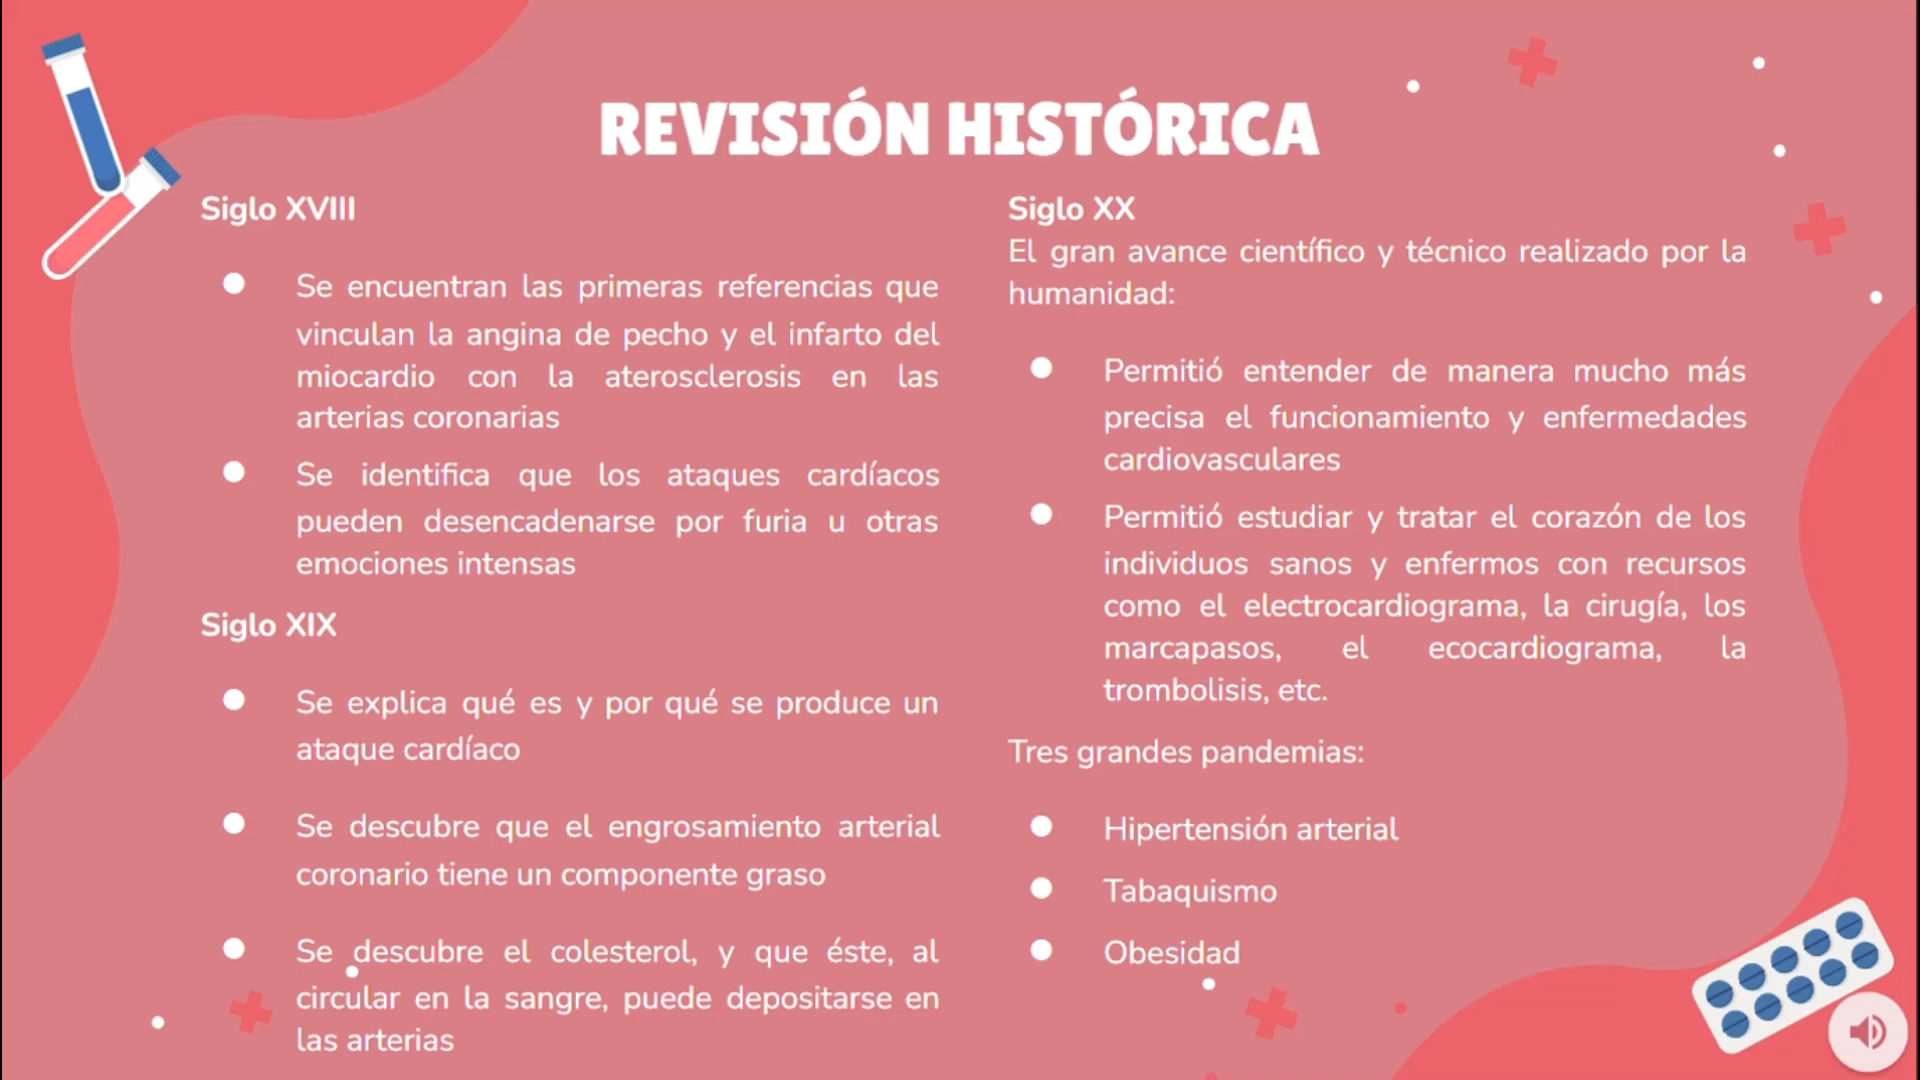 REVISIÓN HISTÓRICA
Siglo XVIII
Se encuentran las primeras referencias que
vinculan la angina de pecho y el infarto del
miocardio con la aterosclerosis en las
arterias coronarias
Se identifica que los ataques cardíacos
pueden desencadenarse por furia u otras
emociones intensas
Siglo XIX
Se explica qué es y por qué se produce un
ataque cardíaco
Se descubre que el engrosamiento arterial
coronario tiene un componente graso
Se descubre el colesterol, y que éste, al
circular en la sangre, puede depositarse en
las arterias
Siglo XX
El gran avance científico y técnico realizado por la
humanidad:
Permitió entender de manera mucho más
precisa el funcionamiento y enfermedades
cardiovasculares
Permitió estudiar y tratar el corazón de los
individuos sanos y enfermos con recursos
como el electrocardiograma, la cirugía, los
marcapasos, el ecocardiograma, la
trombolisis, etc.
Tres grandes pandemias:
Hipertensión arterial
Tabaquismo
Obesidad